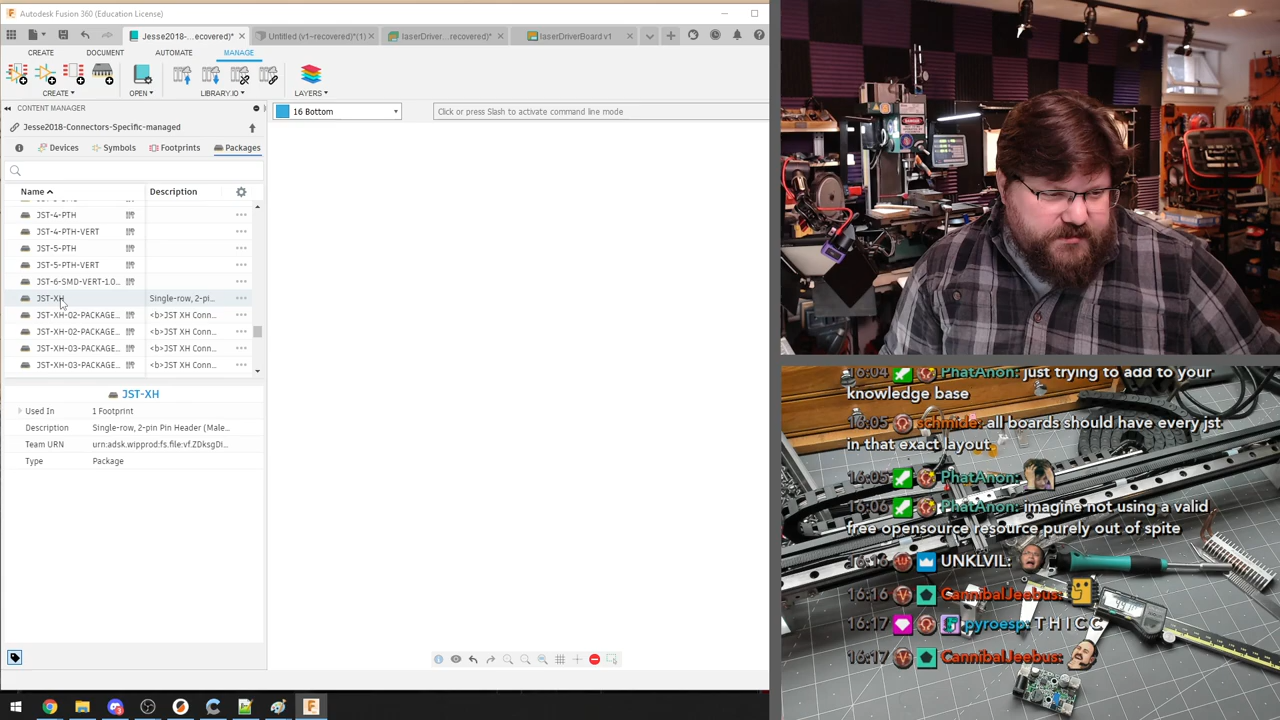 Autodesk Fusion 360 (Education License)
Jesse2018-...ecovered)*
Untitled (v1~recovered)*(1)
laserDriver...recovered)*
laserDriverBoard v1
CREATE
DOCUMENT
AUTOMATE
MANAGE
CREATE
OPEN
LIBRARY.IO
LAYERS
CONTENT MANAGER
Jesse2018-Connectors-Specific-managed
Devices
Symbols
Footprints
Packages
16 Bottom
Click or press Slash to activate command line mode
Name
Description
JST-4-PTH
JST-4-PTH-VERT
JST-5-PTH
JST-5-PTH-VERT
JST-6-SMD-VERT-1.0...
JST-XH
Single-row, 2-pi...
JST-XH-02-PACKAGE...
<b>JST XH Conn...
JST-XH-02-PACKAGE...
<b>JST XH Conn...
JST-XH-03-PACKAGE...
<b>JST XH Conn...
JST-XH-03-PACKAGE...
<b>JST XH Conn...
JST-XH
Used In
1 Footprint
Description
Single-row, 2-pin Pin Header (Male...
Team URN
urn:adsk.wipprod:fs.file:vf.ZDksgDI...
Type
Package
DANGER
16:04 PhatAnon: just trying to add to your
knowledge base
16:05 schmide: all boards should have every jst
in that exact layout
16:05 PhatAnon:
16:06 PhatAnon: imagine not using a valid
free opensource resource purely out of spite
16:16 UNKLVIL:
16:16 CannibalJeebus:
16:17 pyroesp: T H I C C
16:17 CannibalJeebus: